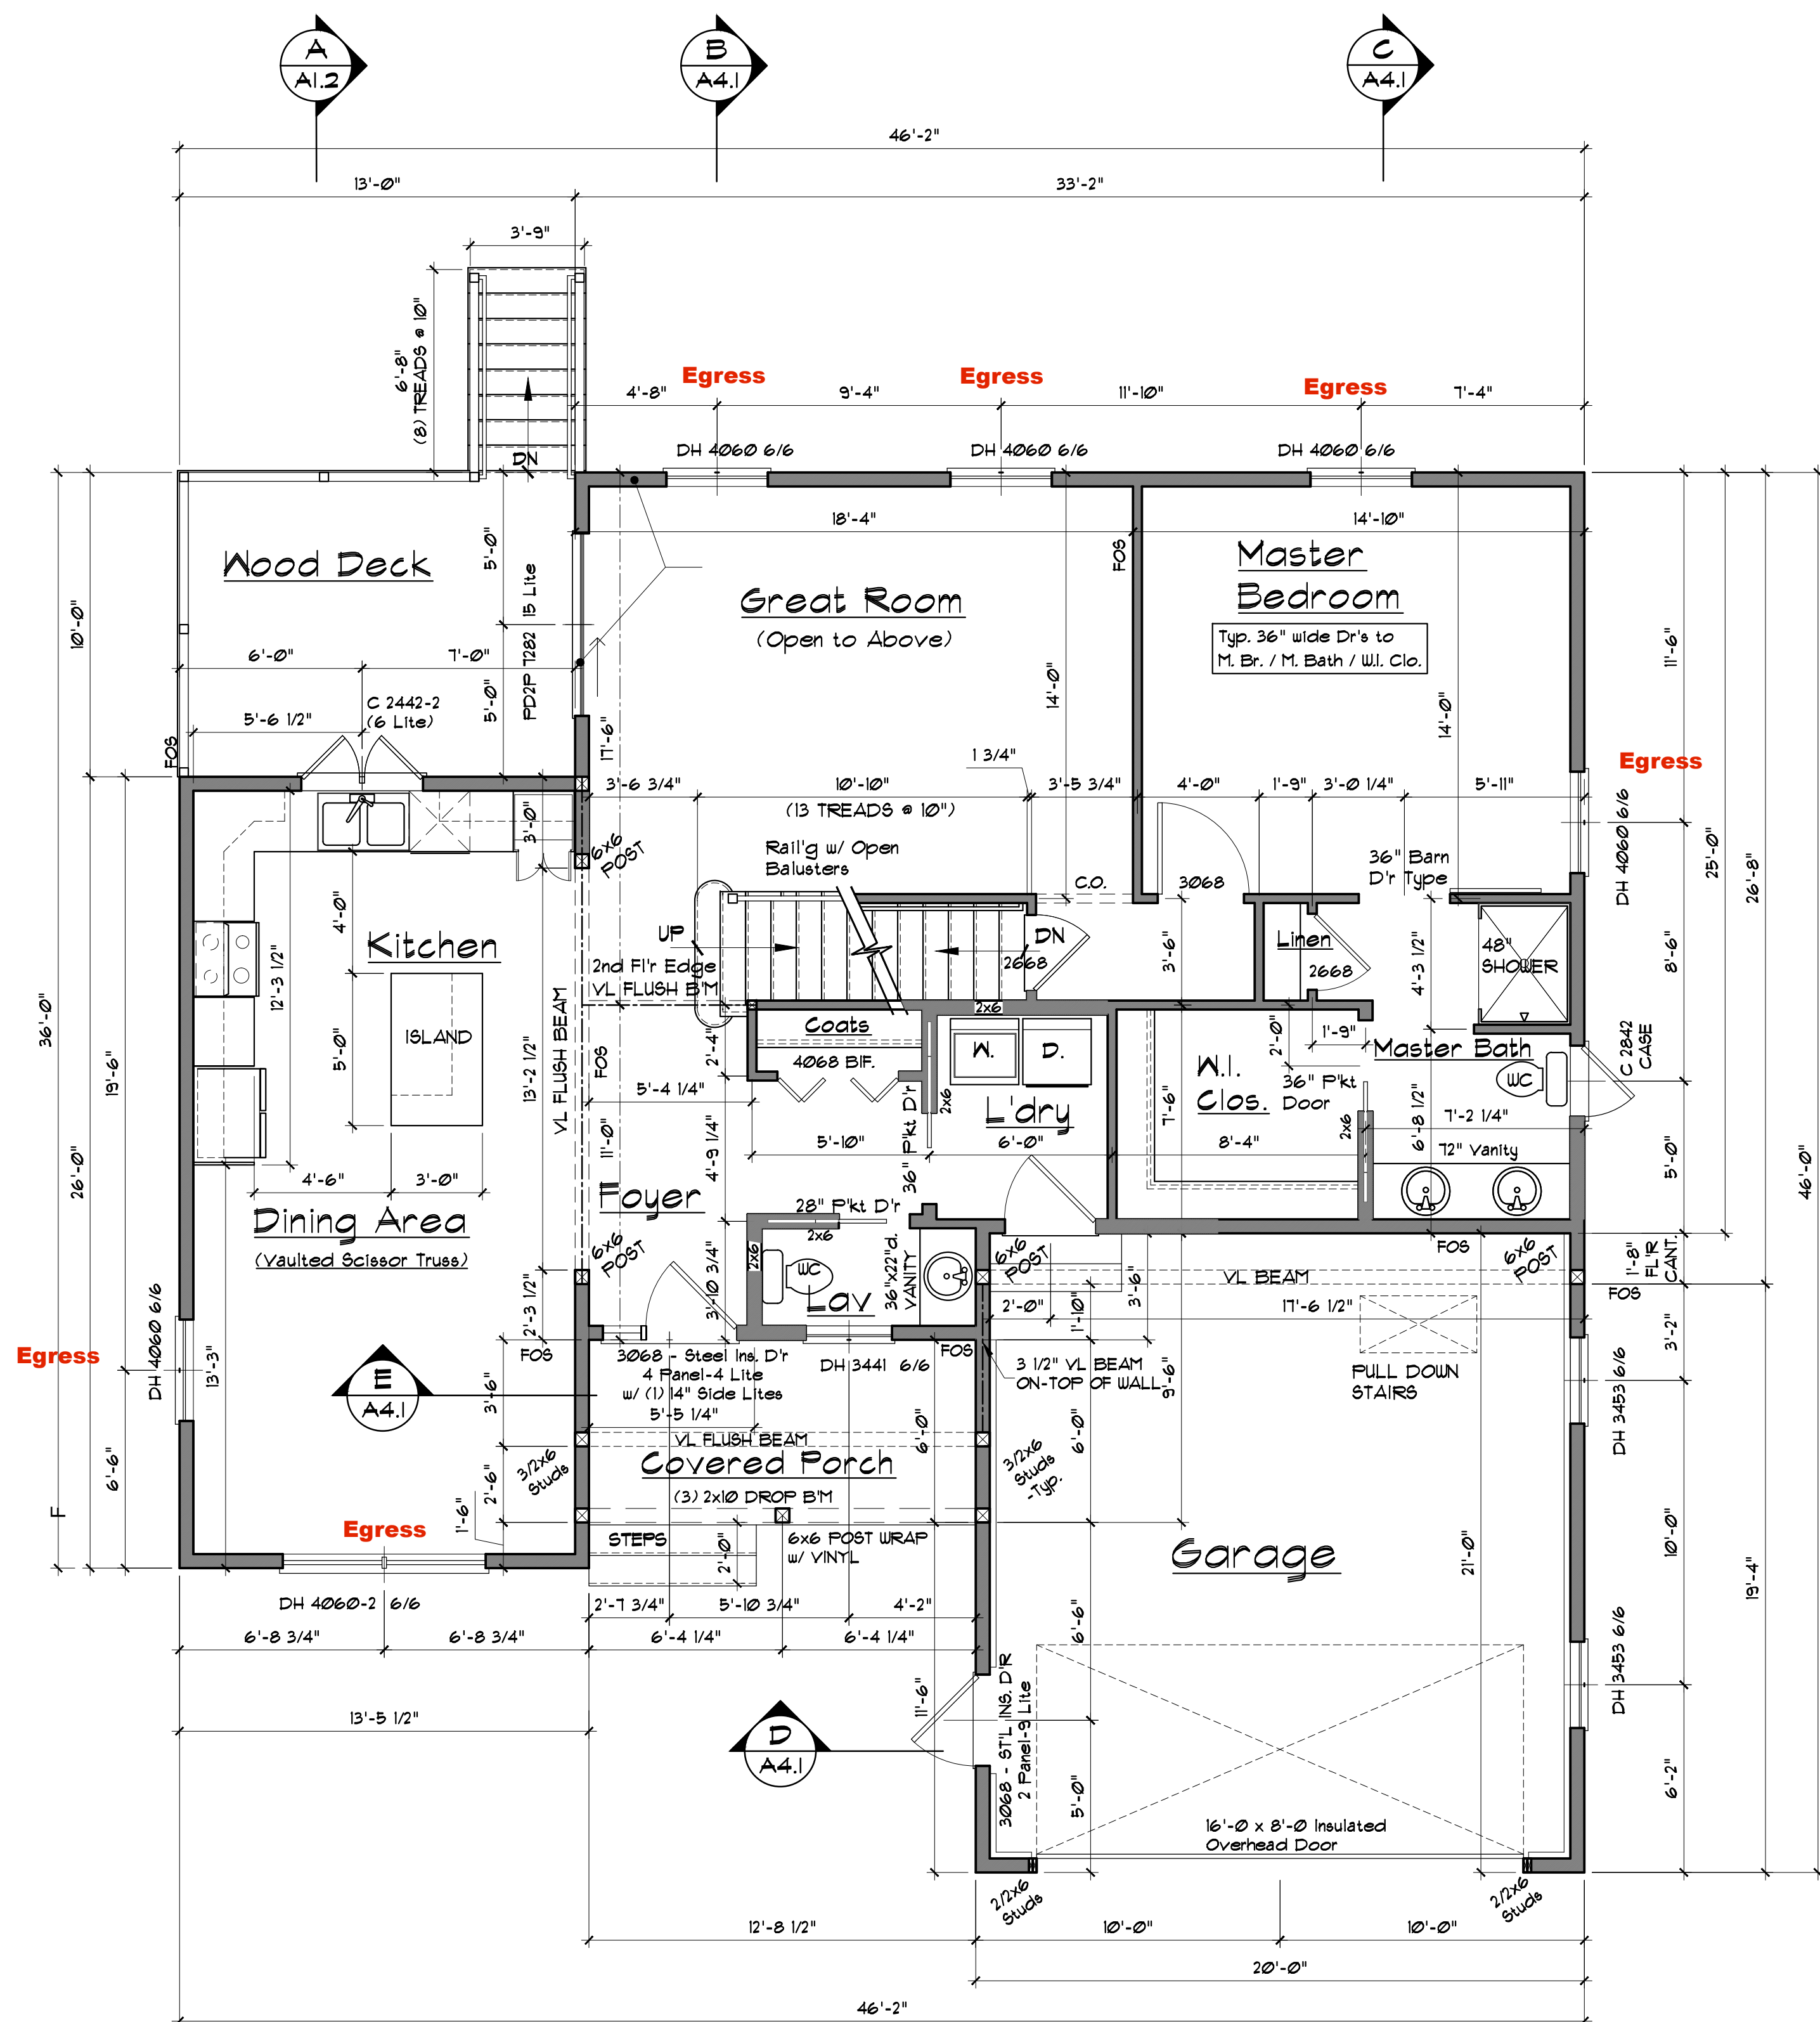 A
A1.2
B
A4.1
C
A4.1
46'-2"
13'-0"
33'-2"
3'-9"
6'-8"
(8) TREADS @ 10"
DN
Egress
Egress
Egress
4'-8"
9'-4"
11'-10"
7'-4"
DH 4060 6/6
DH 4060 6/6
DH 4060 6/6
18'-4"
14'-10"
Wood Deck
5'-0"
PD2P 7282 15 Lite
6'-0"
7'-0"
5'-0"
C 2442-2
(6 Lite)
5'-6 1/2"
FOS
10'-0"
Great Room
(Open to Above)
FOS
Master
Bedroom
Typ. 36" wide Dr's to
M. Br. / M. Bath / W.I. Clo.
14'-0"
14'-0"
11'-6"
17'-6"
1 3/4"
3'-6 3/4"
10'-10"
3'-5 3/4"
4'-0"
1'-9"
3'-0 1/4"
5'-11"
(13 TREADS @ 10")
Egress
DH 4060 6/6
25'-0"
26'-8"
3'-0"
6x6
POST
Rail'g w/ Open
Balusters
C.O.
3068
36" Barn
D'r Type
4'-0"
Kitchen
12'-3 1/2"
UP
DN
2668
2nd Fl'r Edge
VL FLUSH B'M
3'-6"
Linen
2668
4'-3 1/2"
48"
SHOWER
8'-6"
36'-0"
19'-6"
26'-0"
ISLAND
5'-0"
13'-2 1/2"
VL FLUSH BEAM
FOS
2x6
Coats
4068 BIF.
2'-4"
W.
D.
2'-0"
1'-9"
Master Bath
WC
C 2842
CASE
W.I.
Clos.
36" P'kt
Door
7'-6"
5'-4 1/4"
2x6
L'dry
5'-10"
6'-0"
8'-4"
2x6
6'-8 1/2"
7'-2 1/4"
72" Vanity
5'-0"
46'-0"
11'-0"
4'-9 1/4"
36" P'kt D'r
4'-6"
3'-0"
Dining Area
(Vaulted Scissor Truss)
Foyer
28" P'kt D'r
2x6
2x6
6x6
POST
WC
Lav
36"x22"d.
VANITY
3'-10 3/4"
2'-3 1/2"
6x6
POST
FOS
6x6
POST
1'-8"
FL'R
CANT.
FOS
VL BEAM
3'-6"
2'-0"
1'-10"
17'-6 1/2"
Egress
DH 4060 6/6
13'-3"
6'-6"
F
E
A4.1
FOS
3068 - Steel Ins. D'r
4 Panel-4 Lite
w/ (1) 14" Side Lites
5'-5 1/4"
DH 3441 6/6
FOS
3 1/2" VL BEAM
ON-TOP OF WALL
9'-6"
PULL DOWN
STAIRS
3'-2"
DH 3453 6/6
3'-6"
VL FLUSH BEAM
Covered Porch
(3) 2x10 DROP B'M
6'-0"
6'-0"
3/2x6
Studs
3/2x6
Studs
-Typ.
2'-6"
1'-6"
Egress
STEPS
2'-0"
6x6 POST WRAP
w/ VINYL
Garage
21'-0"
10'-0"
19'-4"
DH 4060-2 6/6
2'-7 3/4"
5'-10 3/4"
4'-2"
6'-8 3/4"
6'-8 3/4"
6'-4 1/4"
6'-4 1/4"
6'-6"
DH 3453 6/6
13'-5 1/2"
D
A4.1
11'-6"
3068 - ST'L INS. D'R
2 Panel-9 Lite
5'-0"
6'-2"
16'-0 x 8'-0 Insulated
Overhead Door
2/2x6
Studs
2/2x6
Studs
12'-8 1/2"
10'-0"
10'-0"
20'-0"
46'-2"